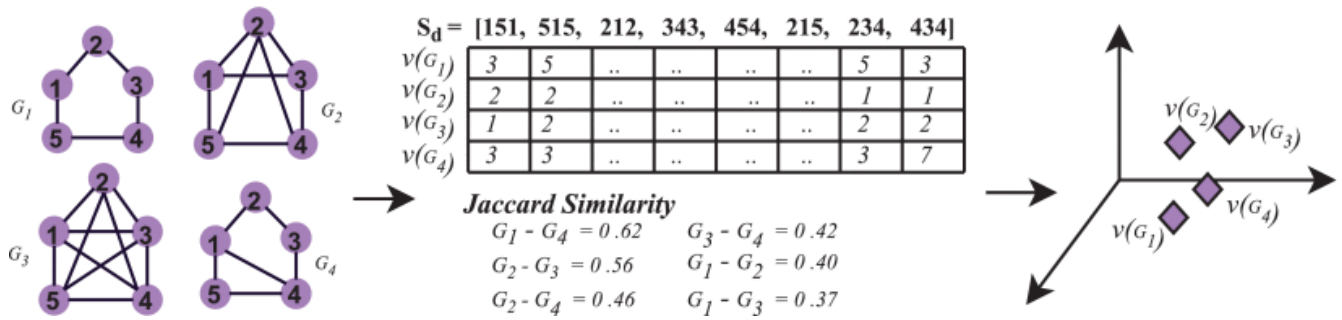 2
1
3
5
4
G1
2
1
3
5
4
G2
2
1
3
5
4
G3
2
1
3
5
4
G4
Sd = [151, 515, 212, 343, 454, 215, 234, 434]
v(G1) 3 5 .. .. .. .. 5 3
v(G2) 2 2 .. .. .. .. 1 1
v(G3) 1 2 .. .. .. .. 2 2
v(G4) 3 3 .. .. .. .. 3 7
Jaccard Similarity
G1 - G4 = 0.62 G3 - G4 = 0.42
G2 - G3 = 0.56 G1 - G2 = 0.40
G2 - G4 = 0.46 G1 - G3 = 0.37
v(G2)
v(G3)
v(G4)
v(G1)